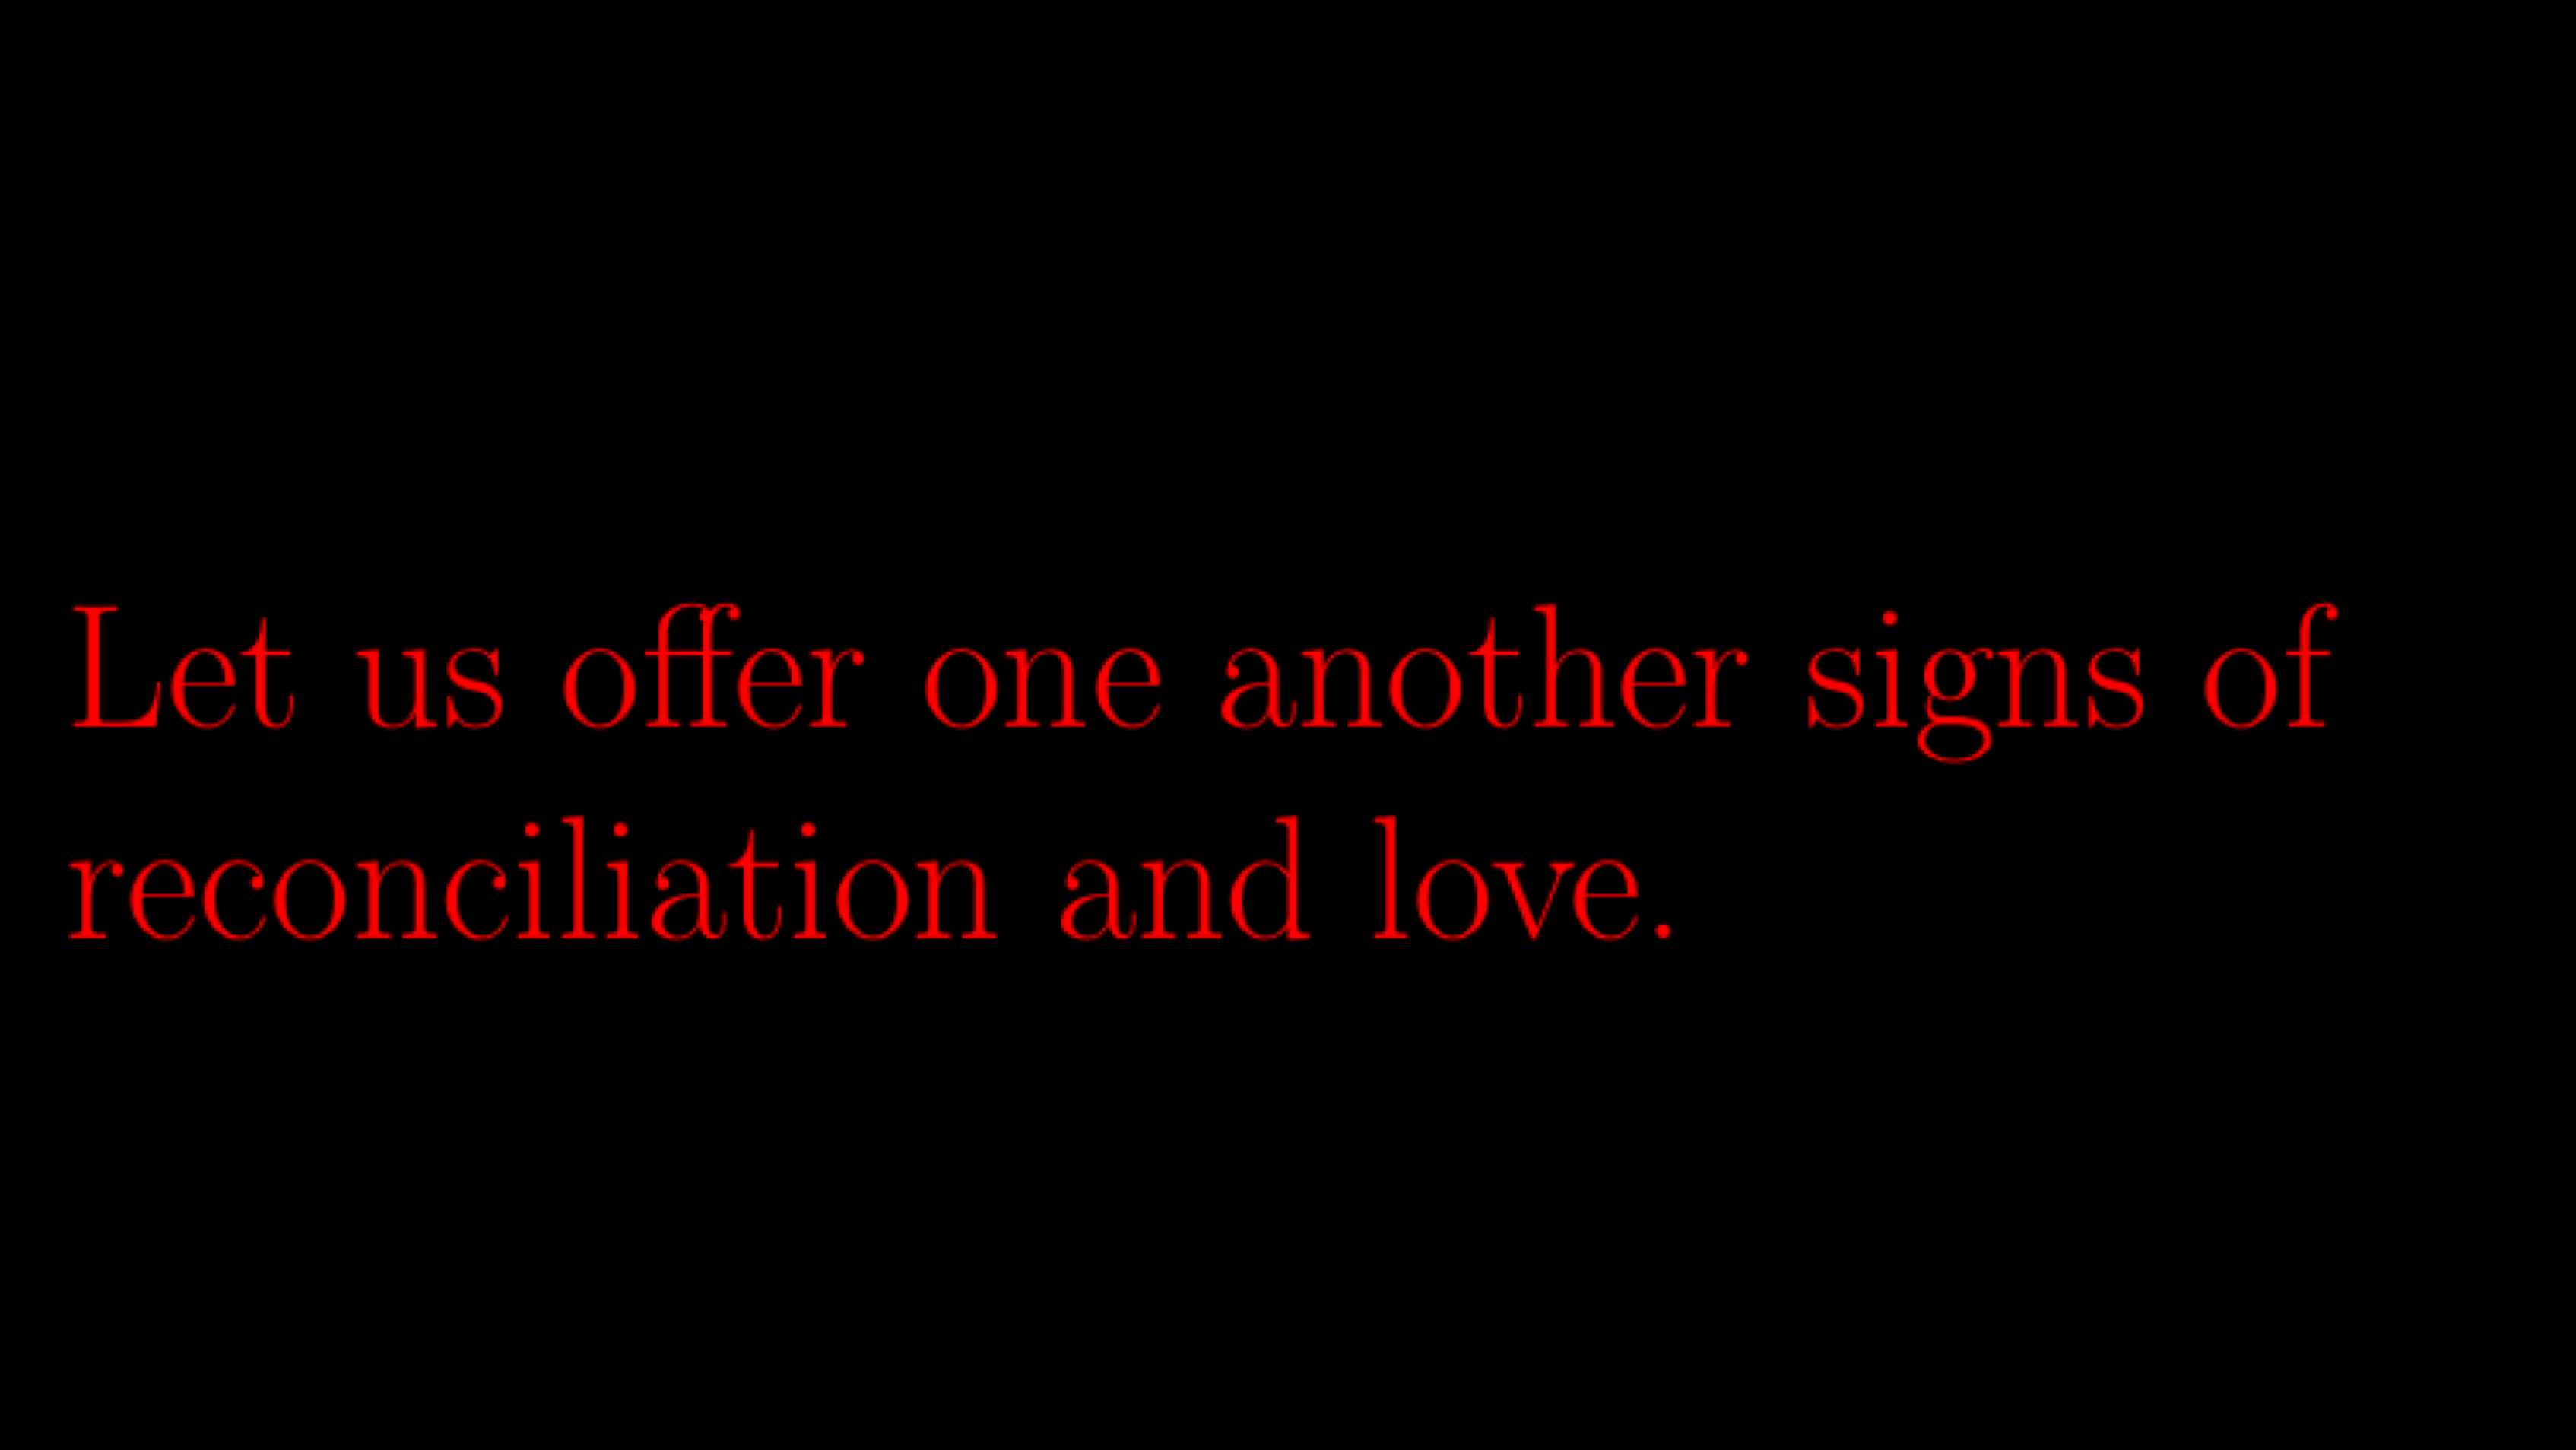 Let us offer one another signs of
reconciliation and love.